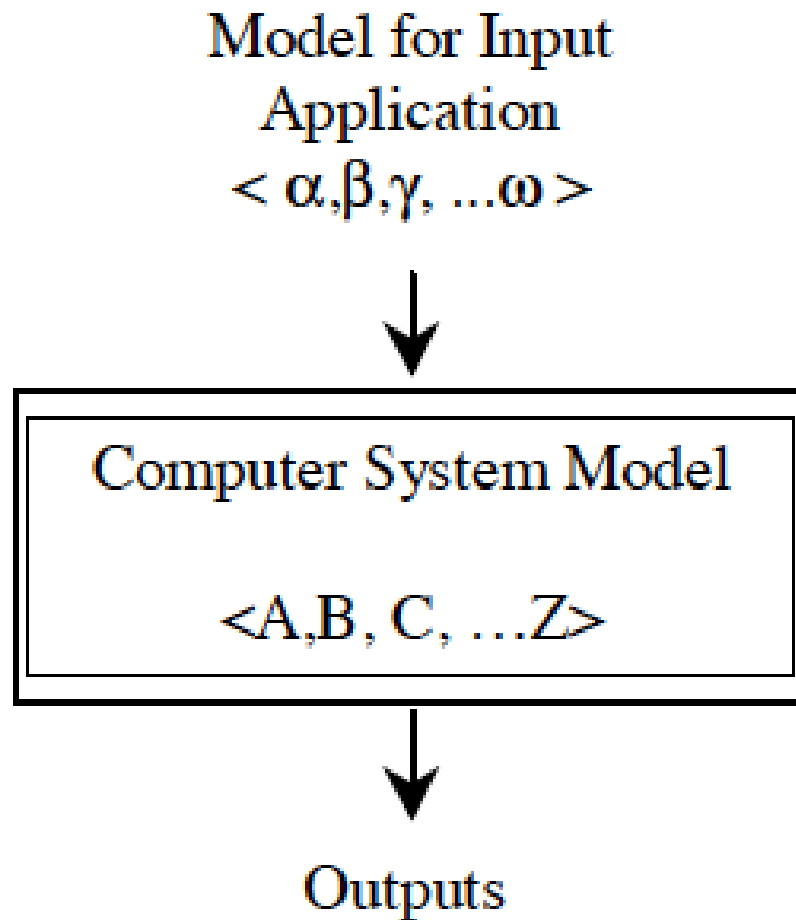 Model for Input
Application
< α,β,γ, ...ω >
Computer System Model
<A,B, C, ...Z>
Outputs